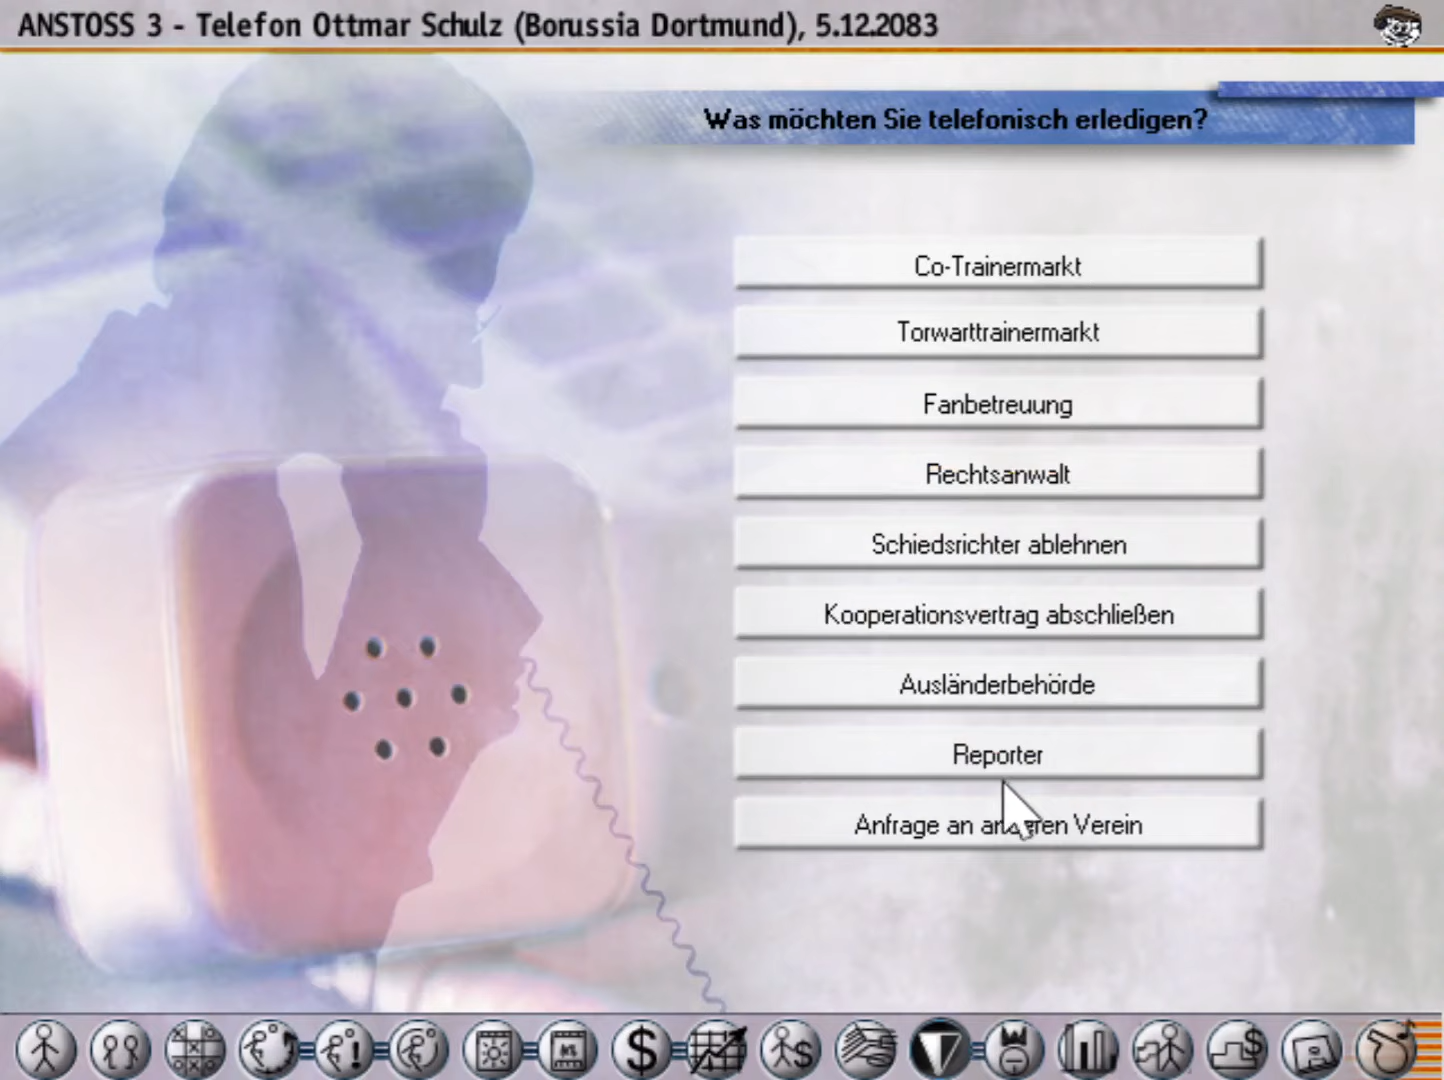 ANSTOSS 3 - Telefon Ottmar Schulz (Borussia Dortmund), 5.12.2083
Was möchten Sie telefonisch erledigen?
Co-Trainermarkt
Torwarttrainermarkt
Fanbetreuung
Rechtsanwalt
Schiedsrichter ablehnen
Kooperationsvertrag abschließen
Ausländerbehörde
Reporter
Anfrage an anderen Verein